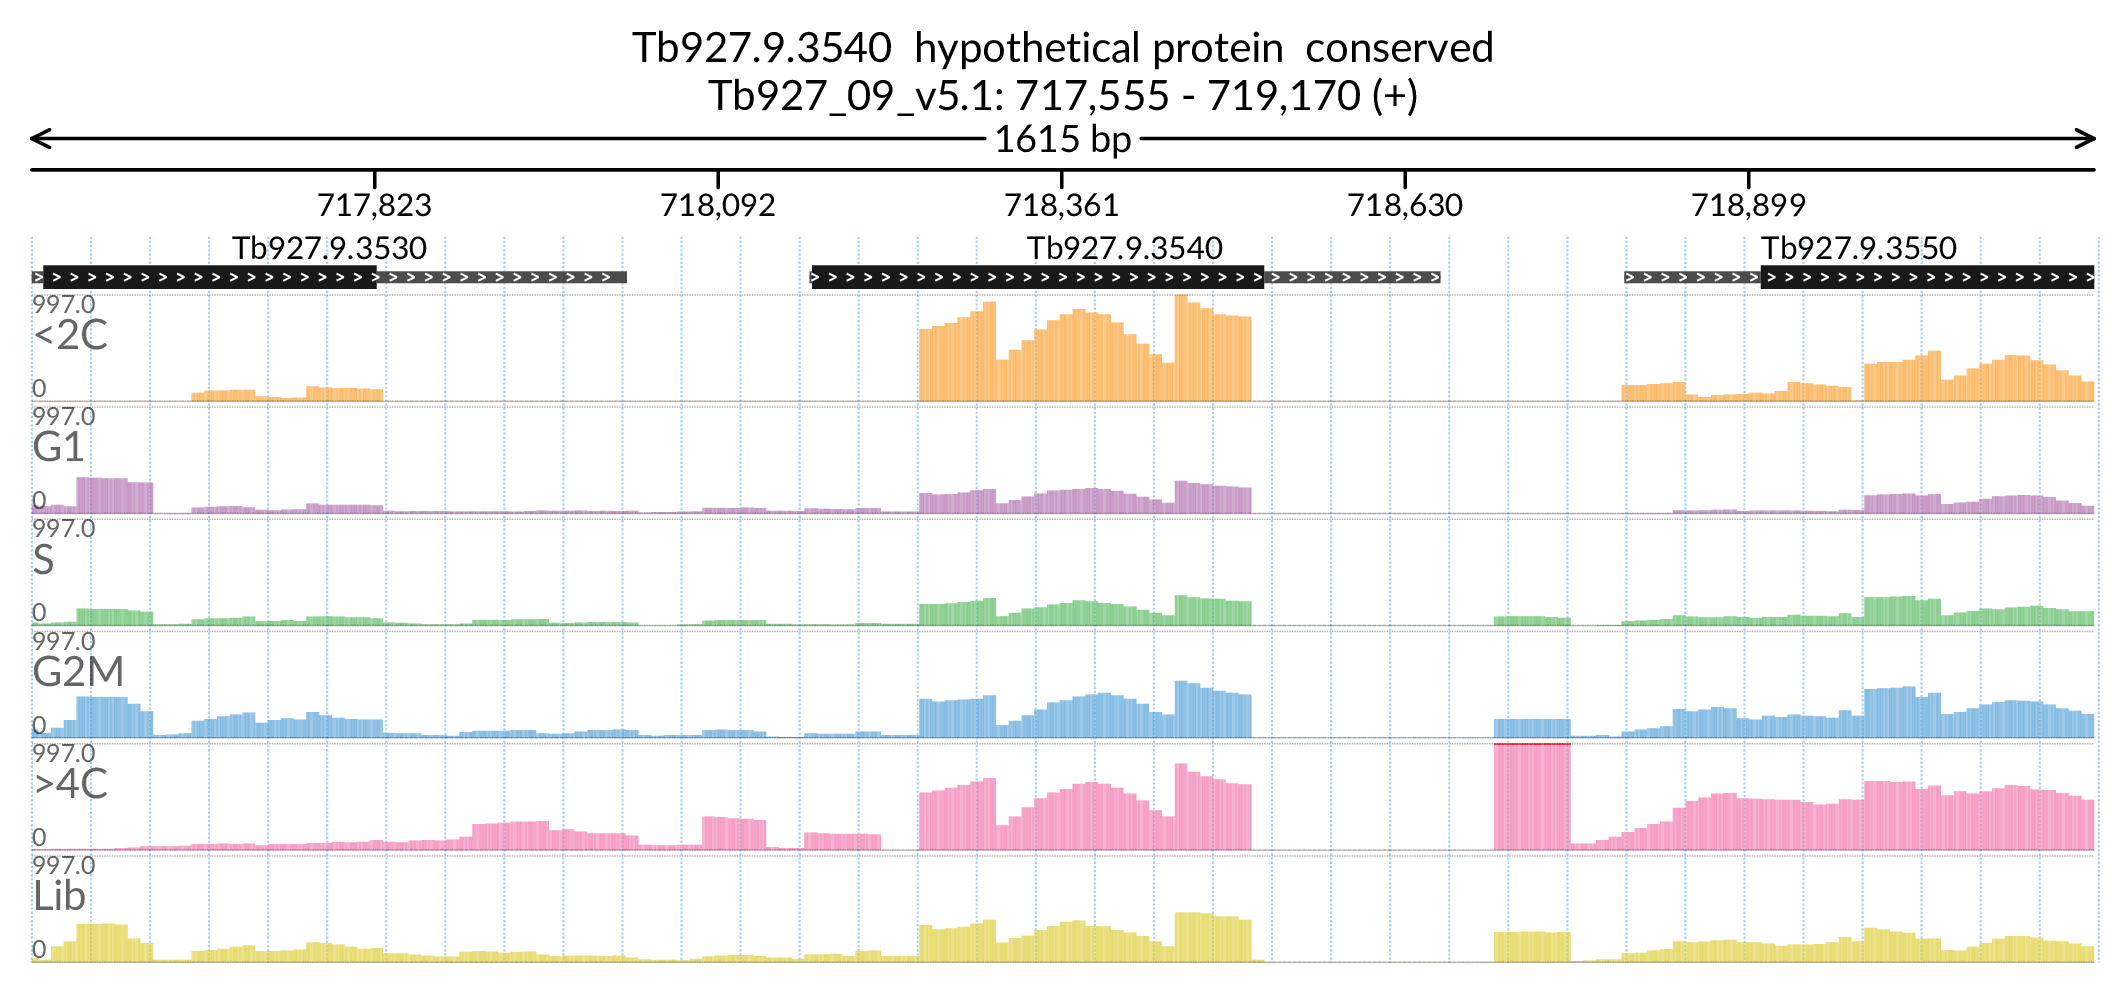 Tb927.9.3540  hypothetical protein  conserved
Tb927_09_v5.1: 717,555 - 719,170 (+)
1615 bp
717,823 718,092 718,361 718,630 718,899
Tb927.9.3530 Tb927.9.3540 Tb927.9.3550
997.0
<2C
0
997.0
G1
0
997.0
S
0
997.0
G2M
0
997.0
>4C
0
997.0
Lib
0